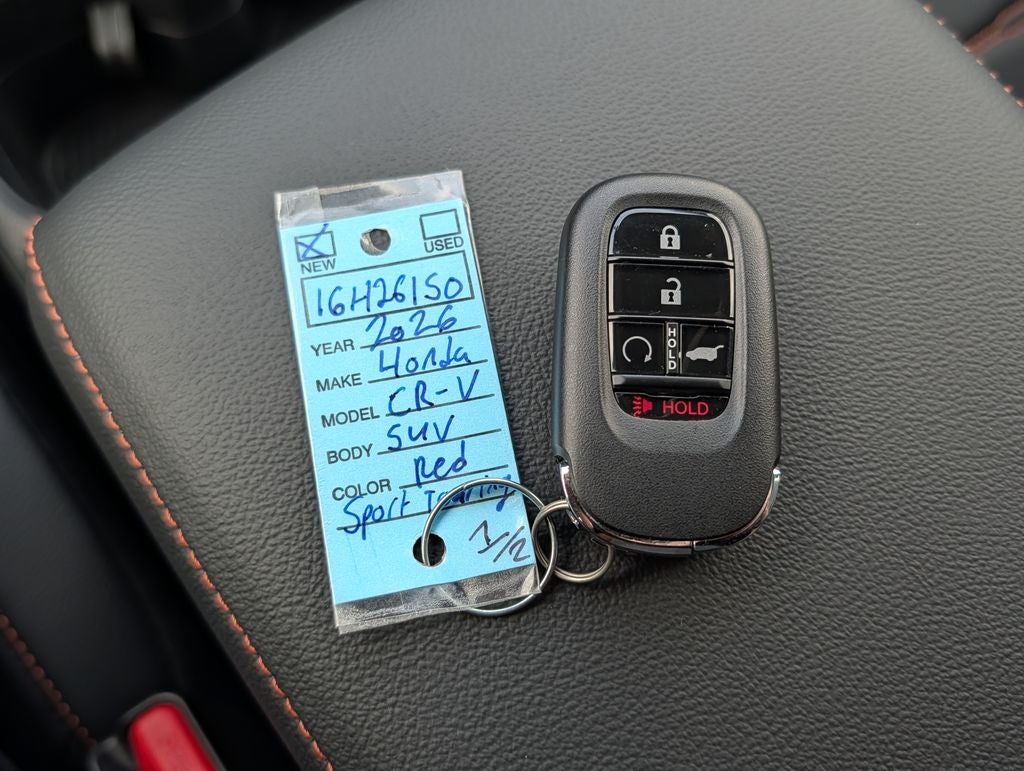 NEW USED
16H26150
YEAR 2026
MAKE Honda
MODEL CR-V
BODY SUV
COLOR Red
Sport Touring
1/2
HOLD
HOLD